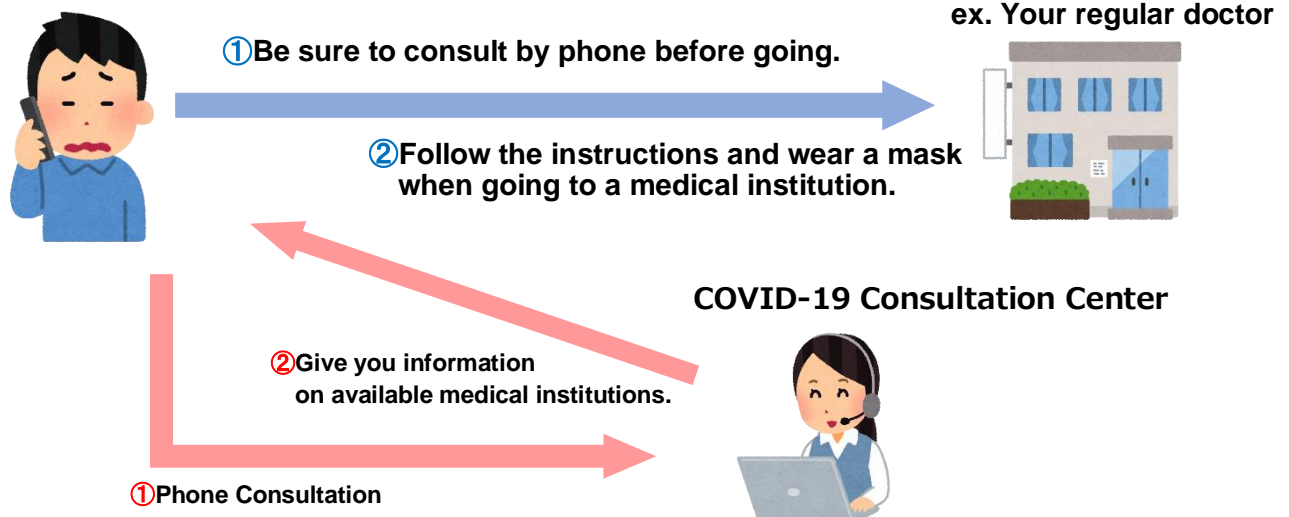 ex. Your regular doctor
①Be sure to consult by phone before going.
②Follow the instructions and wear a mask
when going to a medical institution.
COVID-19 Consultation Center
②Give you information
on available medical institutions.
①Phone Consultation